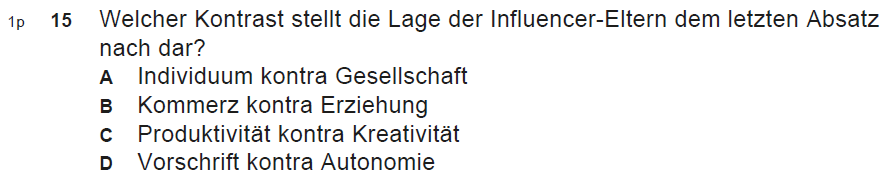 1p 15 Welcher Kontrast stellt die Lage der Influencer-Eltern dem letzten Absatz
nach dar?
A Individuum kontra Gesellschaft
B Kommerz kontra Erziehung
C Produktivität kontra Kreativität
D Vorschrift kontra Autonomie